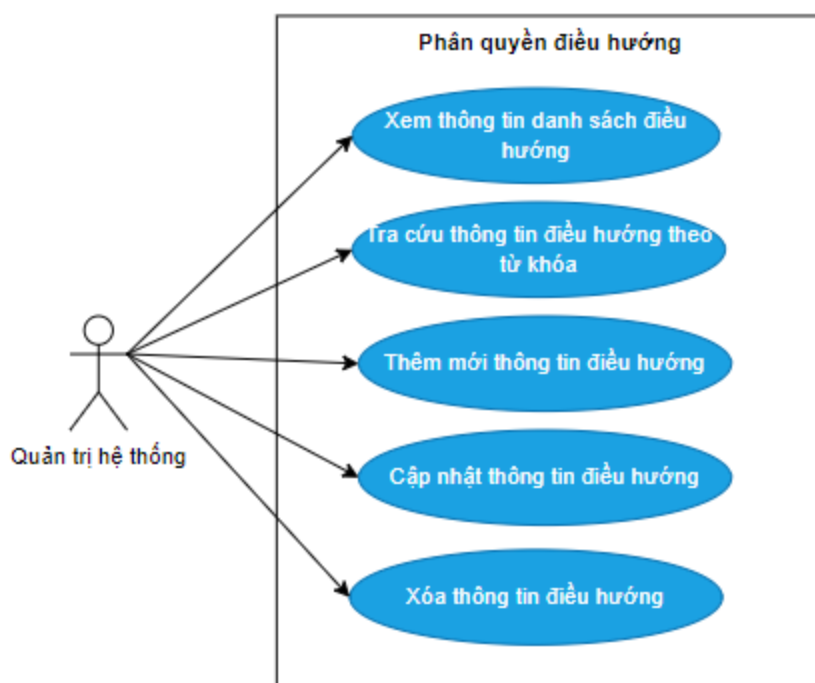 Phân quyền điều hướng
Xem thông tin danh sách điều
hướng
Tra cứu thông tin điều hướng theo
từ khóa
Thêm mới thông tin điều hướng
Quản trị hệ thống
Cập nhật thông tin điều hướng
Xóa thông tin điều hướng